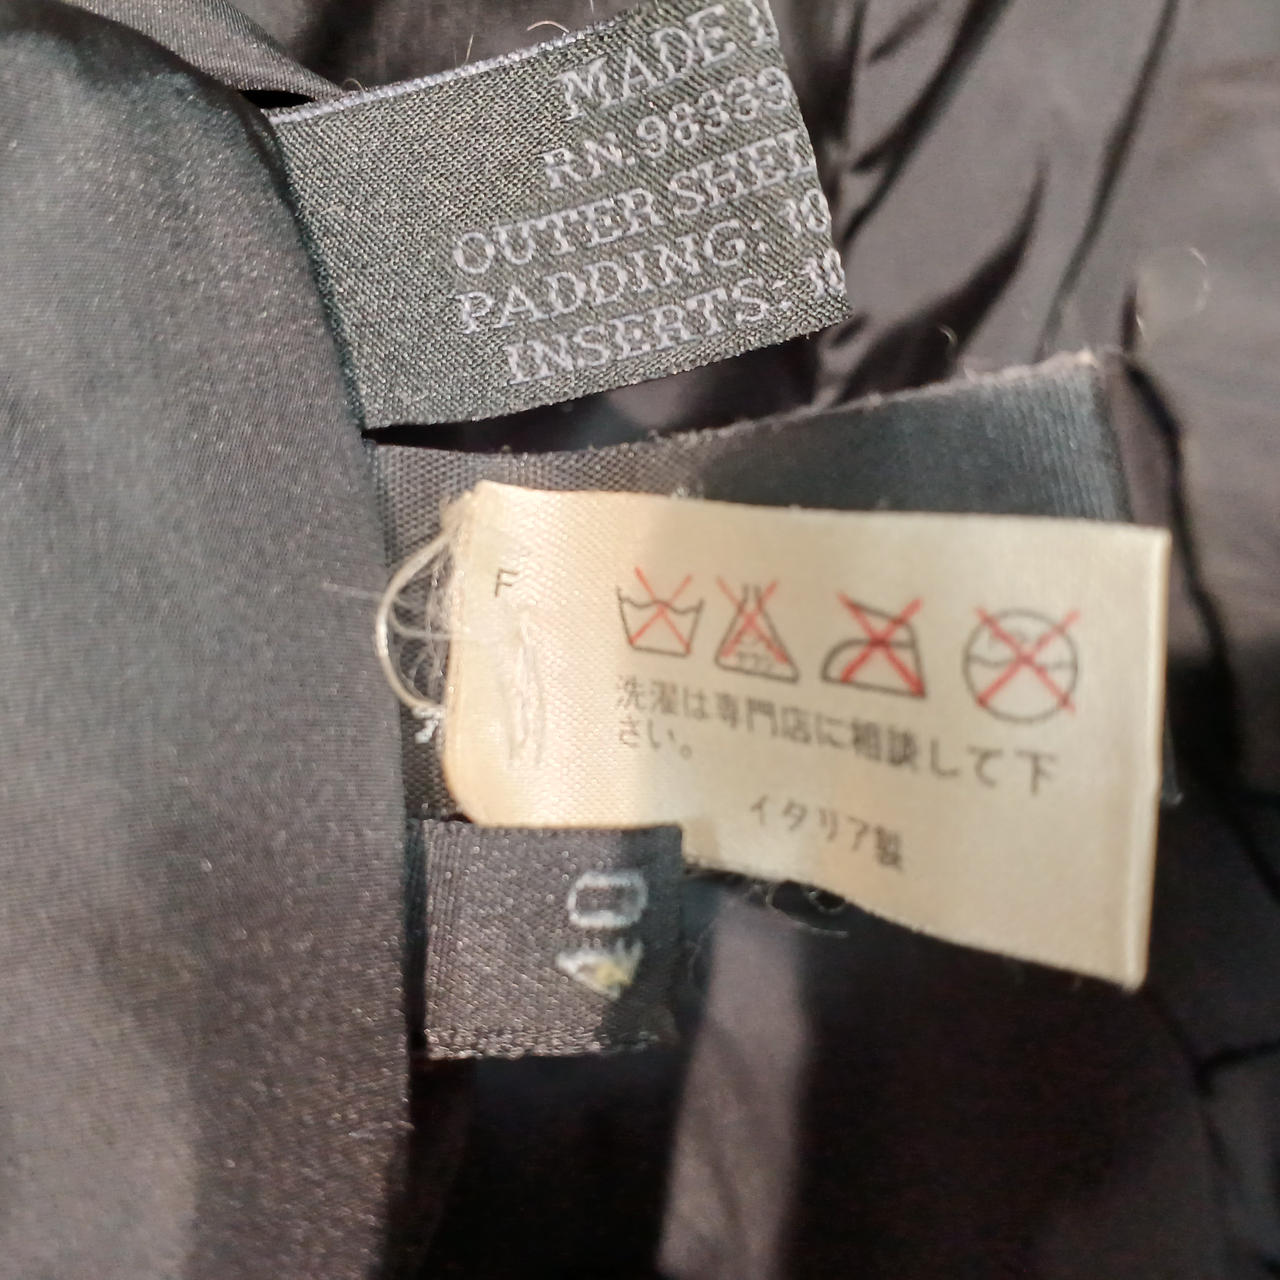 MADE
RN.98333
OUTER SHEL
PADDING: 10
INSERTS: 10
F
洗濯は専門店に相談して下
さい。
イタリア製
40